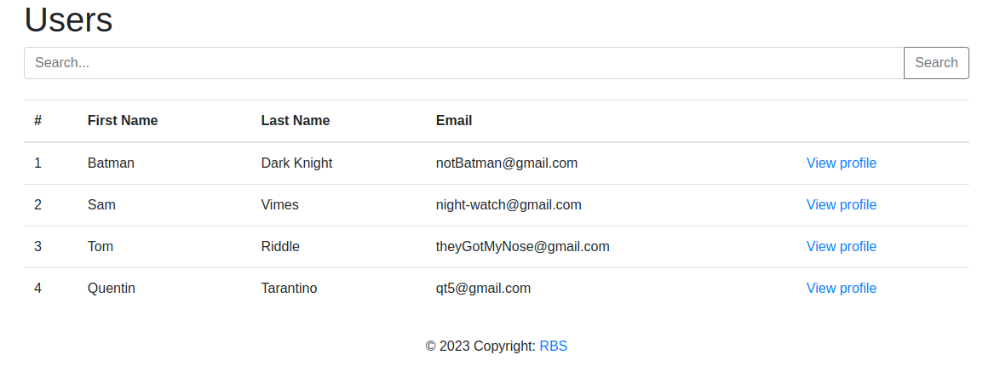 Users
Search... Search
# First Name Last Name Email
1 Batman Dark Knight notBatman@gmail.com View profile
2 Sam Vimes night-watch@gmail.com View profile
3 Tom Riddle theyGotMyNose@gmail.com View profile
4 Quentin Tarantino qt5@gmail.com View profile
© 2023 Copyright: RBS